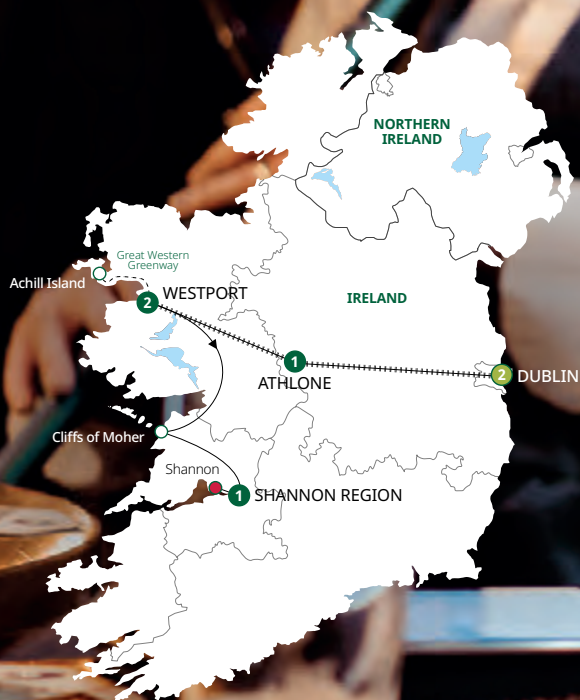 NORTHERN
IRELAND
Great Western
Greenway
Achill Island
WESTPORT
2
IRELAND
1
ATHLONE
2
DUBLIN
Cliffs of Moher
Shannon
1
SHANNON REGION